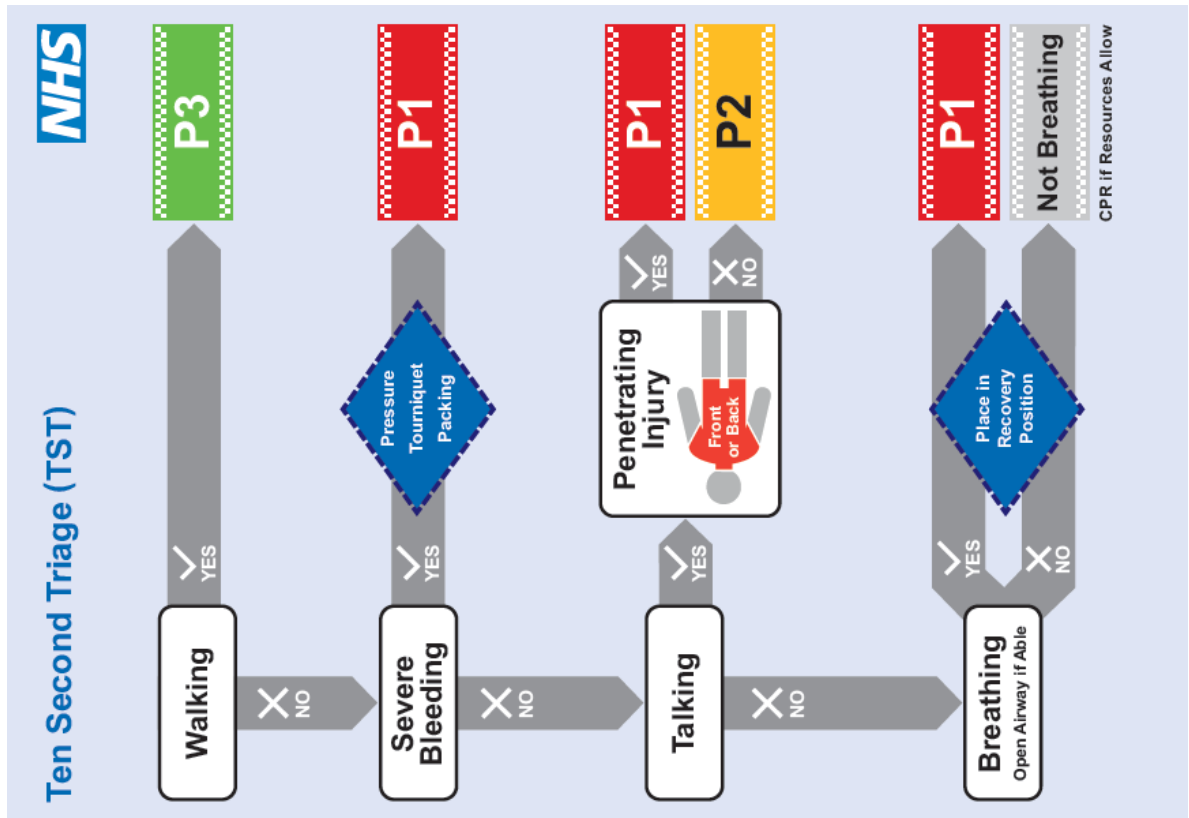 Ten Second Triage (TST)
NHS
Walking
YES
P3
NO
Severe
Bleeding
YES
Pressure
Tourniquet
Packing
P1
NO
Talking
YES
Penetrating
Injury
Front
or Back
YES
P1
NO
P2
NO
Breathing
Open Airway if Able
YES
NO
Place in
Recovery
Position
P1
Not Breathing
CPR if Resources Allow